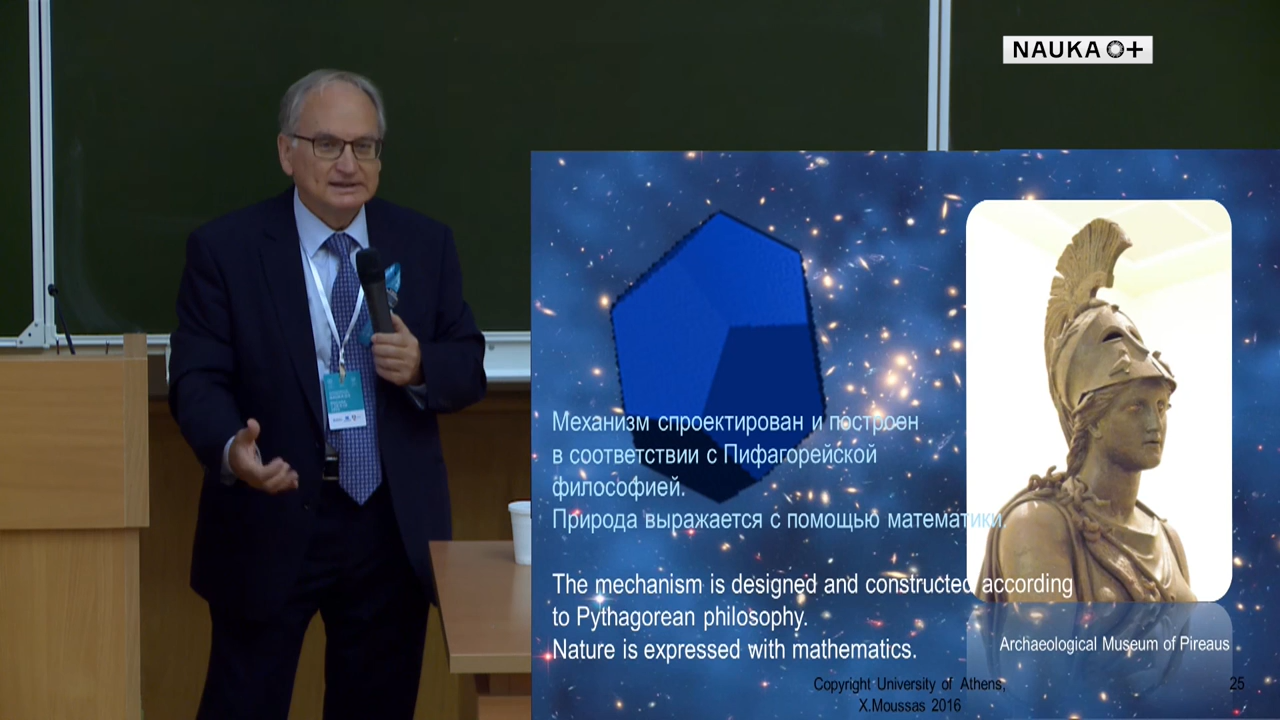 NAUKA O+
Механизм спроектирован и построен
в соответствии с Пифагорейской
философией.
Природа выражается с помощью математики.
The mechanism is designed and constructed according
to Pythagorean philosophy.
Nature is expressed with mathematics.
Archaeological Museum of Pireaus
Copyright University of Athens,
X.Moussas 2016
25